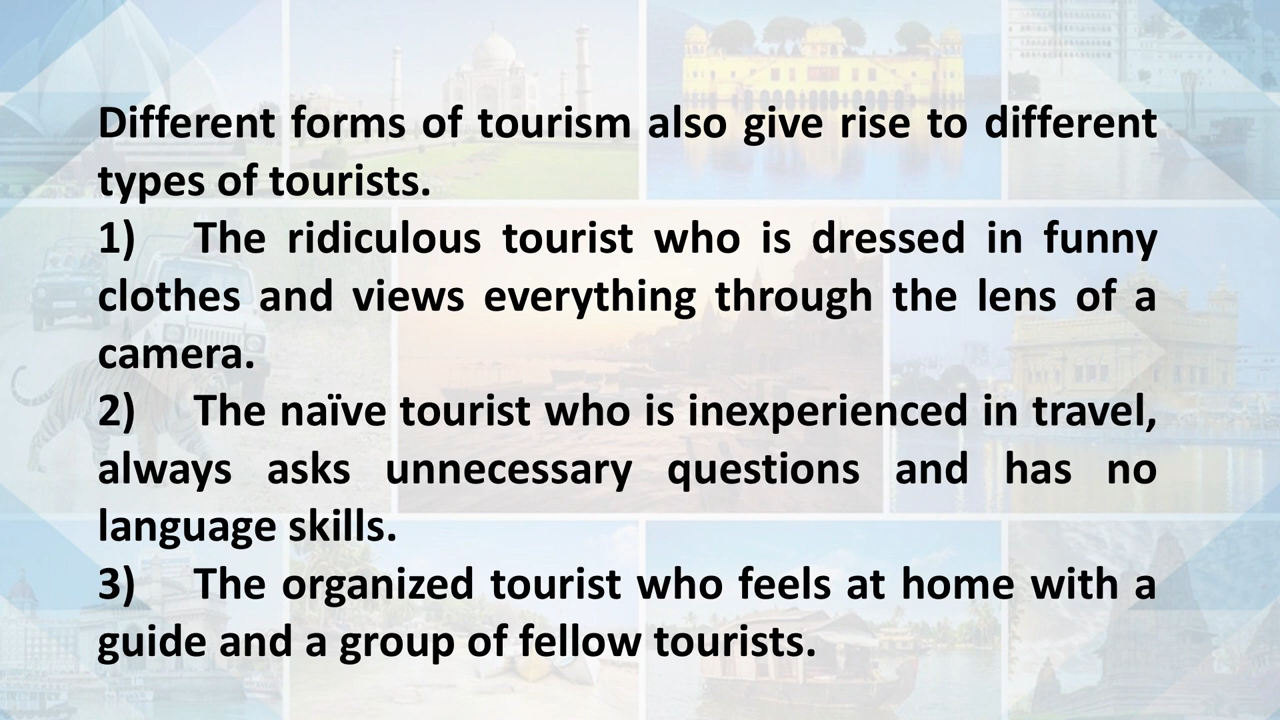 Different forms of tourism also give rise to different
types of tourists.
1) The ridiculous tourist who is dressed in funny
clothes and views everything through the lens of a
camera.
2) The naïve tourist who is inexperienced in travel,
always asks unnecessary questions and has no
language skills.
3) The organized tourist who feels at home with a
guide and a group of fellow tourists.